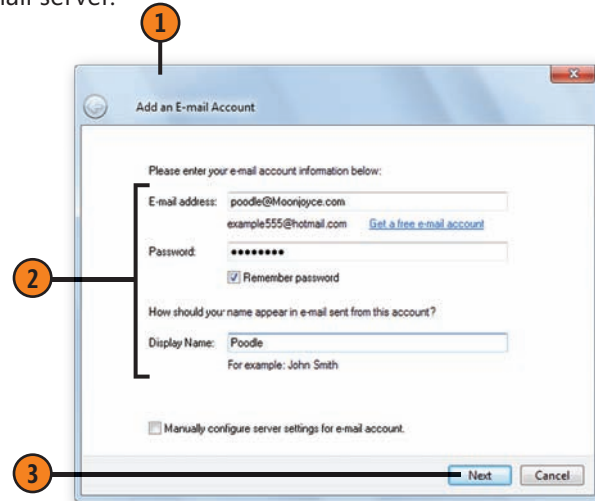 mail server.
1
Add an E-mail Account
Please enter your e-mail account information below:
E-mail address: poodle@Moonjoyce.com
example555@hotmail.com Get a free e-mail account
Password: ●●●●●●●●
Remember password
2
How should your name appear in e-mail sent from this account?
Display Name: Poodle
For example: John Smith
Manually configure server settings for e-mail account.
3
Next Cancel